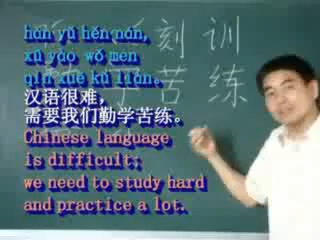 hàn yǔ hěn nán,
xū yào wǒ men
qín xué kǔ liàn.
汉语很难,
需要我们勤学苦练。
Chinese language
is difficult;
we need to study hard
and practice a lot.
刻 训
苦 练